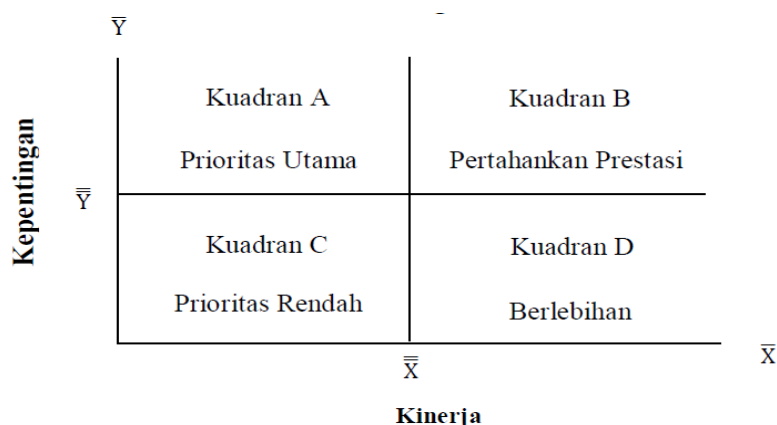 Y̅
Kuadran A
Kuadran B
Prioritas Utama
Pertahankan Prestasi
Kepentingan
Y̿
Kuadran C
Kuadran D
Prioritas Rendah
Berlebihan
X̿
X̅
Kinerja